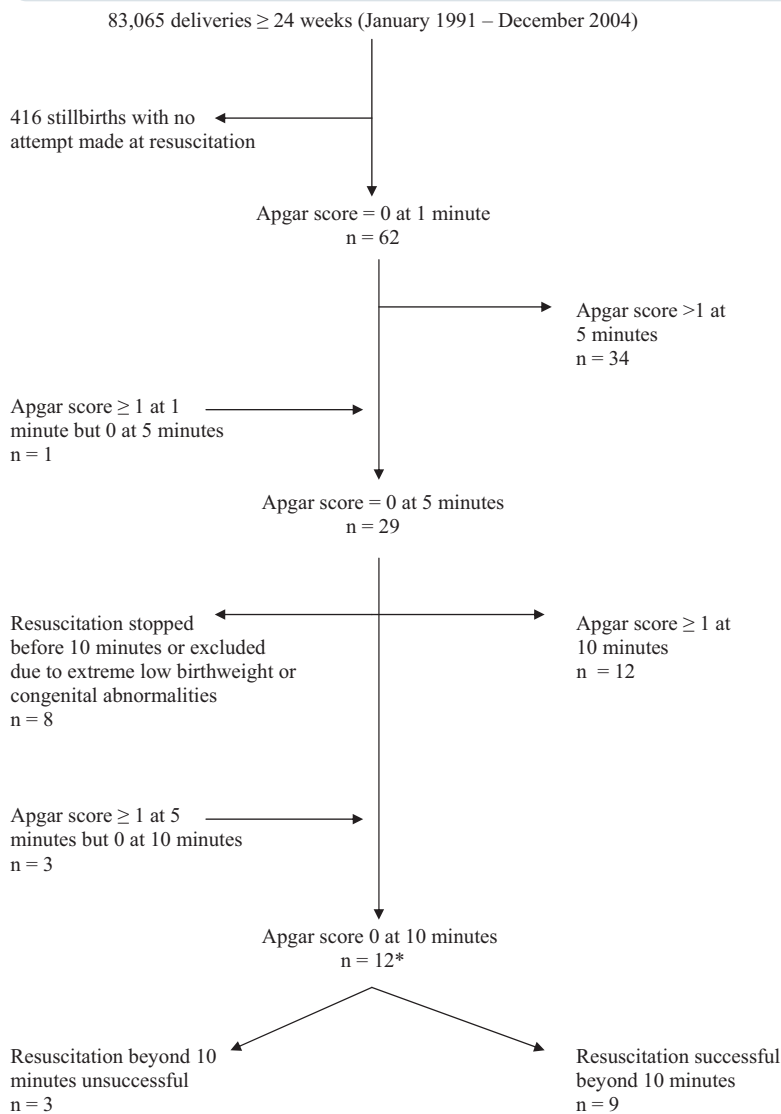 83,065 deliveries ≥ 24 weeks (January 1991 – December 2004)
416 stillbirths with no
attempt made at resuscitation
Apgar score = 0 at 1 minute
n = 62
Apgar score >1 at
5 minutes
n = 34
Apgar score ≥ 1 at 1
minute but 0 at 5 minutes
n = 1
Apgar score = 0 at 5 minutes
n = 29
Resuscitation stopped
before 10 minutes or excluded
due to extreme low birthweight or
congenital abnormalities
n = 8
Apgar score ≥ 1 at
10 minutes
n = 12
Apgar score ≥ 1 at 5
minutes but 0 at 10 minutes
n = 3
Apgar score 0 at 10 minutes
n = 12*
Resuscitation beyond 10
minutes unsuccessful
n = 3
Resuscitation successful
beyond 10 minutes
n = 9